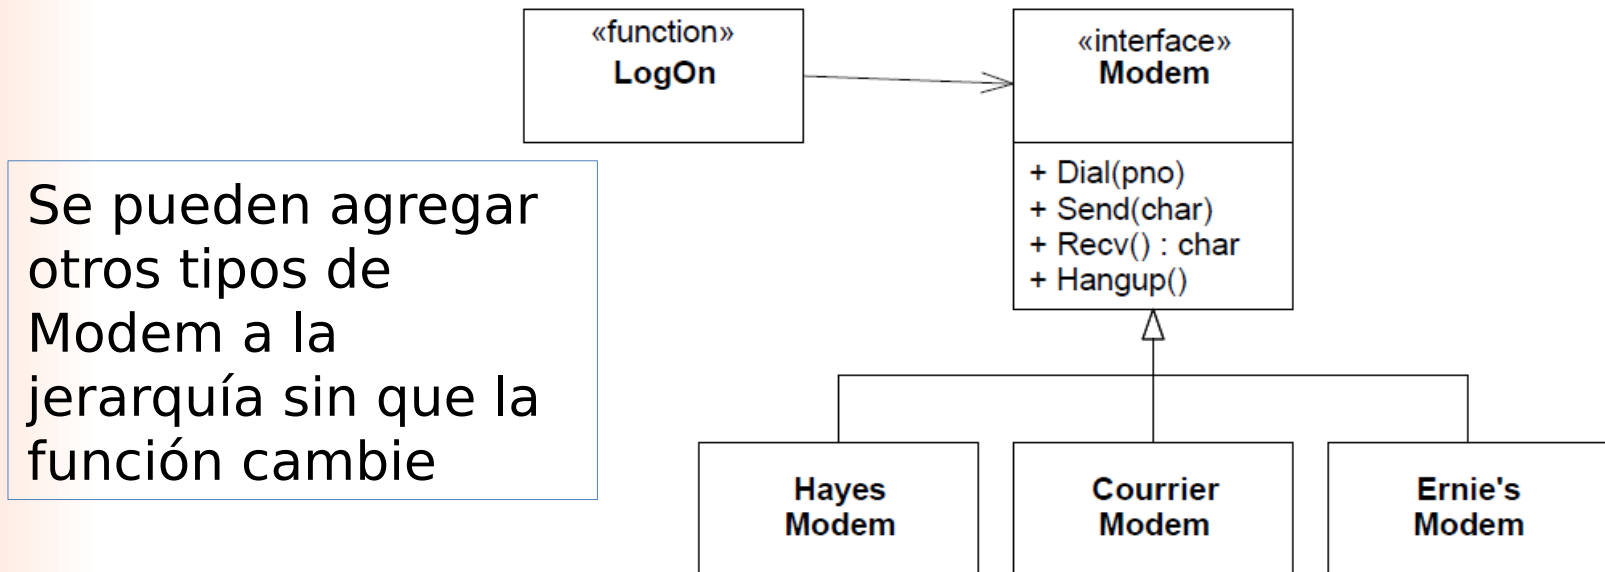 «function»
LogOn
«interface»
Modem
+ Dial(pno)
+ Send(char)
+ Recv() : char
+ Hangup()
Se pueden agregar
otros tipos de
Modem a la
jerarquía sin que la
función cambie
Hayes
Modem
Courrier
Modem
Ernie's
Modem